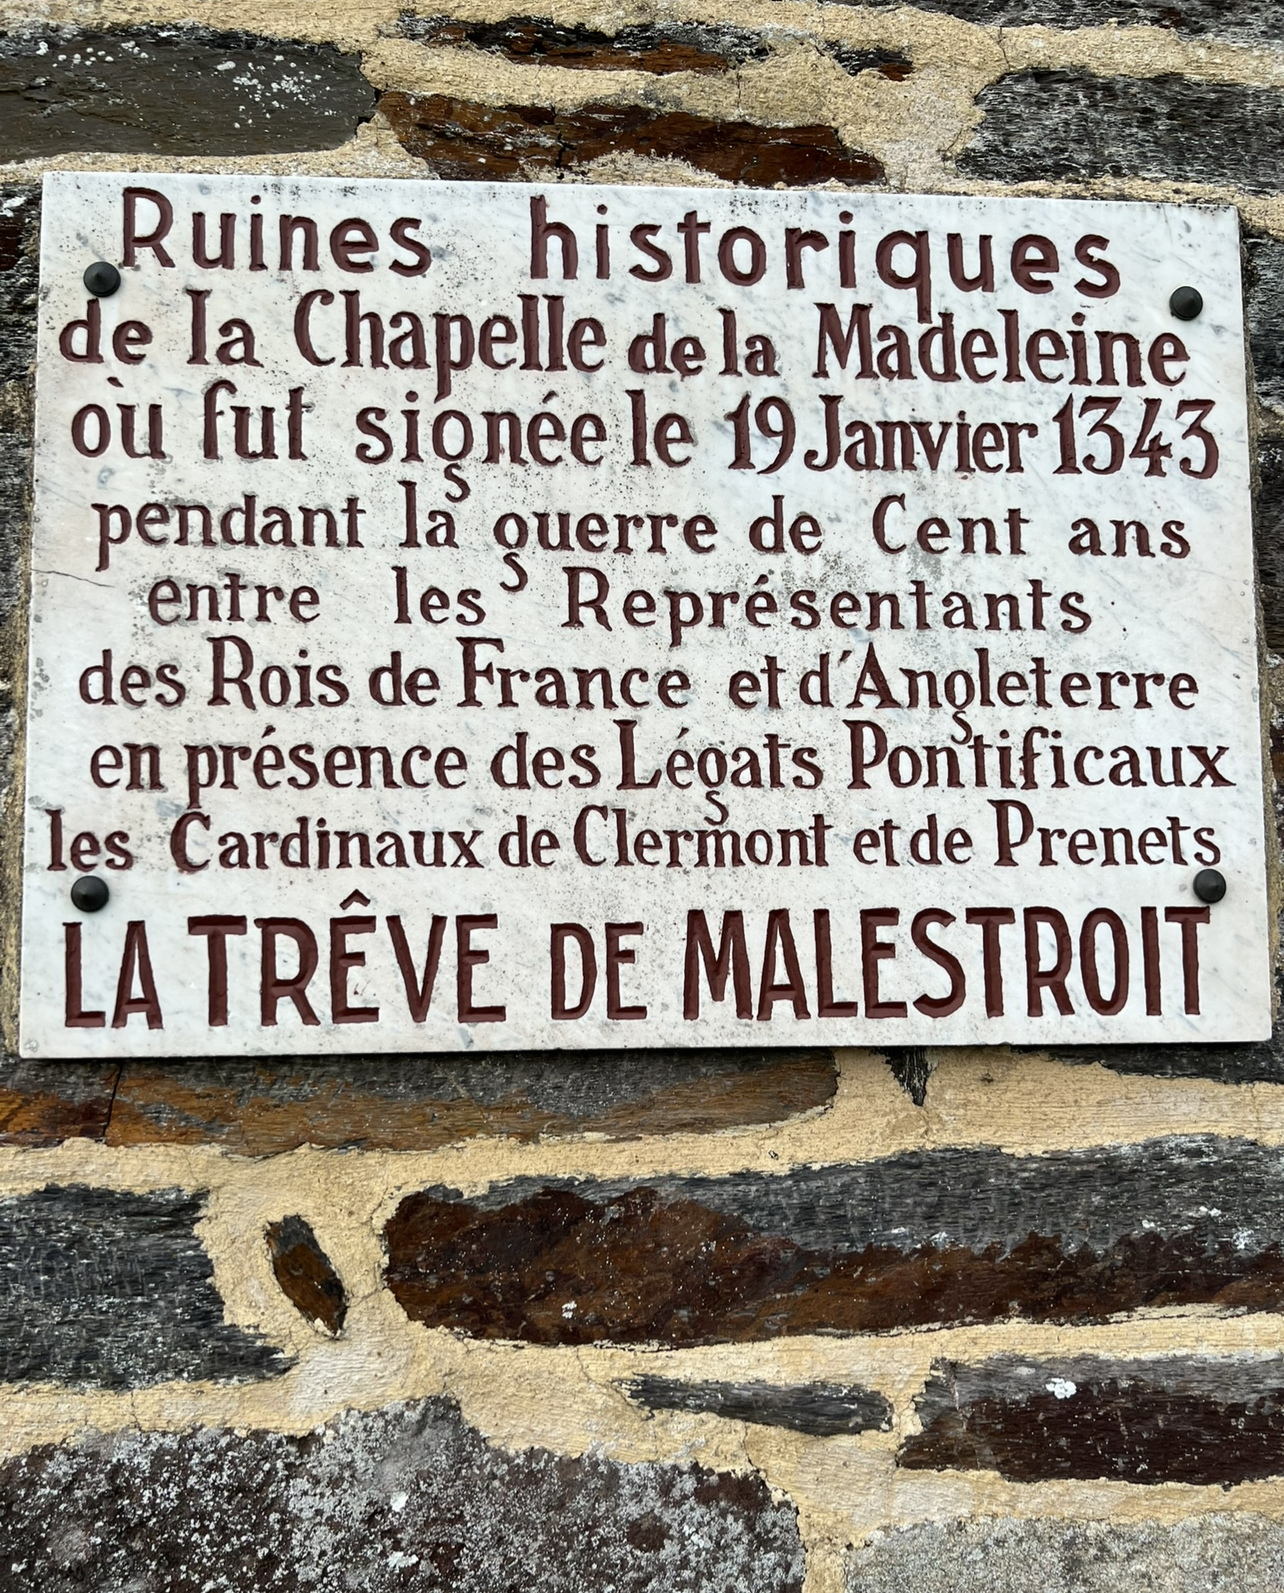 Ruines historiques
de la Chapelle de la Madeleine
où fut signée le 19 Janvier 1343
pendant la guerre de Cent ans
entre les Représentants
des Rois de France et d'Angleterre
en présence des Légats Pontificaux
les Cardinaux de Clermont et de Prenets
LA TRÊVE DE MALESTROIT